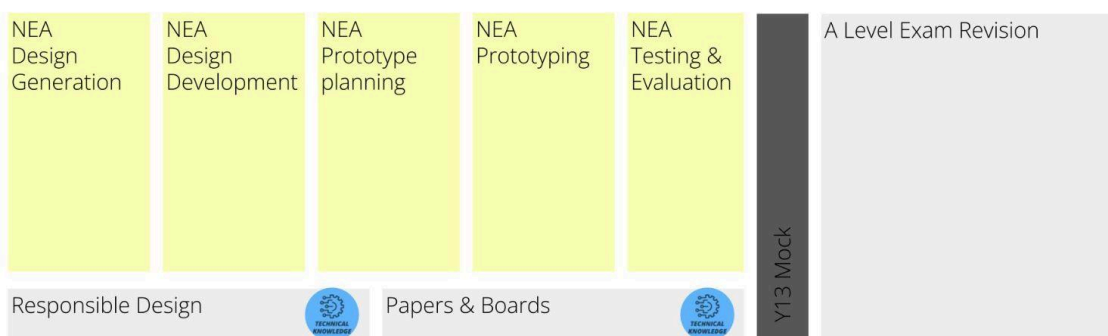 NEA
Design
Generation
NEA
Design
Development
NEA
Prototype
planning
NEA
Prototyping
NEA
Testing &
Evaluation
Y13 Mock
A Level Exam Revision
Responsible Design
TECHNICAL
KNOWLEDGE
Papers & Boards
TECHNICAL
KNOWLEDGE